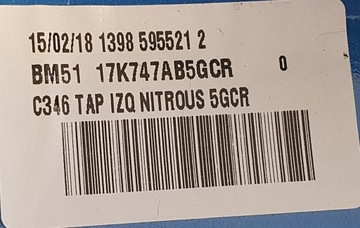 15/02/18 1398 595521 2
BM51 17K747AB5GCR 0
C346 TAP IZQ NITROUS 5GCR